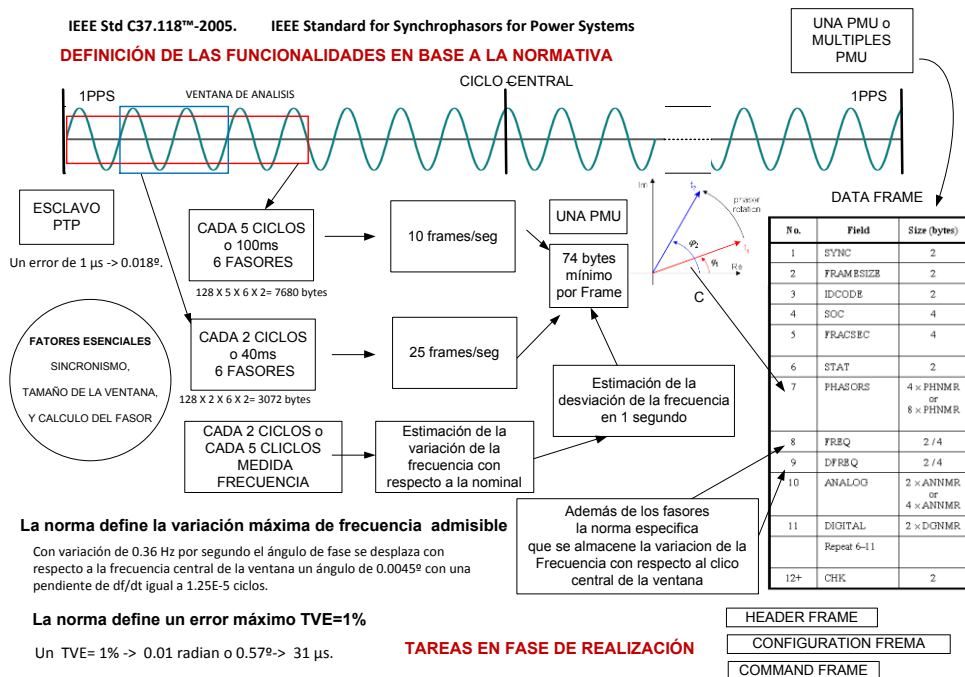 IEEE Std C37.118™-2005. IEEE Standard for Synchrophasors for Power Systems
DEFINICIÓN DE LAS FUNCIONALIDADES EN BASE A LA NORMATIVA
UNA PMU o
MULTIPLES
PMU
CICLO CENTRAL
1PPS
VENTANA DE ANALISIS
1PPS
ESCLAVO
PTP
Un error de 1 µs -> 0.018º.
CADA 5 CICLOS
o 100ms
6 FASORES
128 X 5 X 6 X 2= 7680 bytes
10 frames/seg
UNA PMU
74 bytes
mínimo
por Frame
Im
t₂
phasor
rotation
φ₂
t₁
φ₁
Re
C
DATA FRAME
No. Field Size (bytes)
1 SYNC 2
2 FRAMESIZE 2
3 IDCODE 2
4 SOC 4
5 FRACSEC 4
6 STAT 2
7 PHASORS 4 × PHNMR
or
8 × PHNMR
8 FREQ 2 / 4
9 DFREQ 2 / 4
10 ANALOG 2 × ANNMR
or
4 × ANNMR
11 DIGITAL 2 × DGNMR
Repeat 6–11
12+ CHK 2
FATORES ESENCIALES
SINCRONISMO,
TAMAÑO DE LA VENTANA,
Y CALCULO DEL FASOR
CADA 2 CICLOS
o 40ms
6 FASORES
128 X 2 X 6 X 2= 3072 bytes
25 frames/seg
Estimación de la
desviación de la frecuencia
en 1 segundo
CADA 2 CICLOS o
CADA 5 CLICLOS
MEDIDA
FRECUENCIA
Estimación de la
variación de la
frecuencia con
respecto a la nominal
Además de los fasores
la norma especifica
que se almacene la variacion de la
Frecuencia con respecto al clico
central de la ventana
La norma define la variación máxima de frecuencia admisible
Con variación de 0.36 Hz por segundo el ángulo de fase se desplaza con
respecto a la frecuencia central de la ventana un ángulo de 0.0045º con una
pendiente de df/dt igual a 1.25E-5 ciclos.
La norma define un error máximo TVE=1%
Un TVE= 1% -> 0.01 radian o 0.57º-> 31 µs.
TAREAS EN FASE DE REALIZACIÓN
HEADER FRAME
CONFIGURATION FREMA
COMMAND FRAME